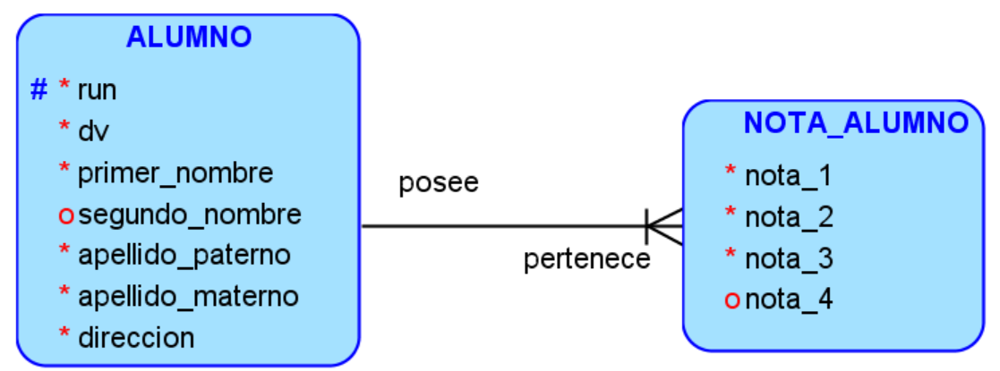 ALUMNO
# * run
* dv
* primer_nombre
o segundo_nombre
* apellido_paterno
* apellido_materno
* direccion
posee
pertenece
NOTA_ALUMNO
* nota_1
* nota_2
* nota_3
o nota_4